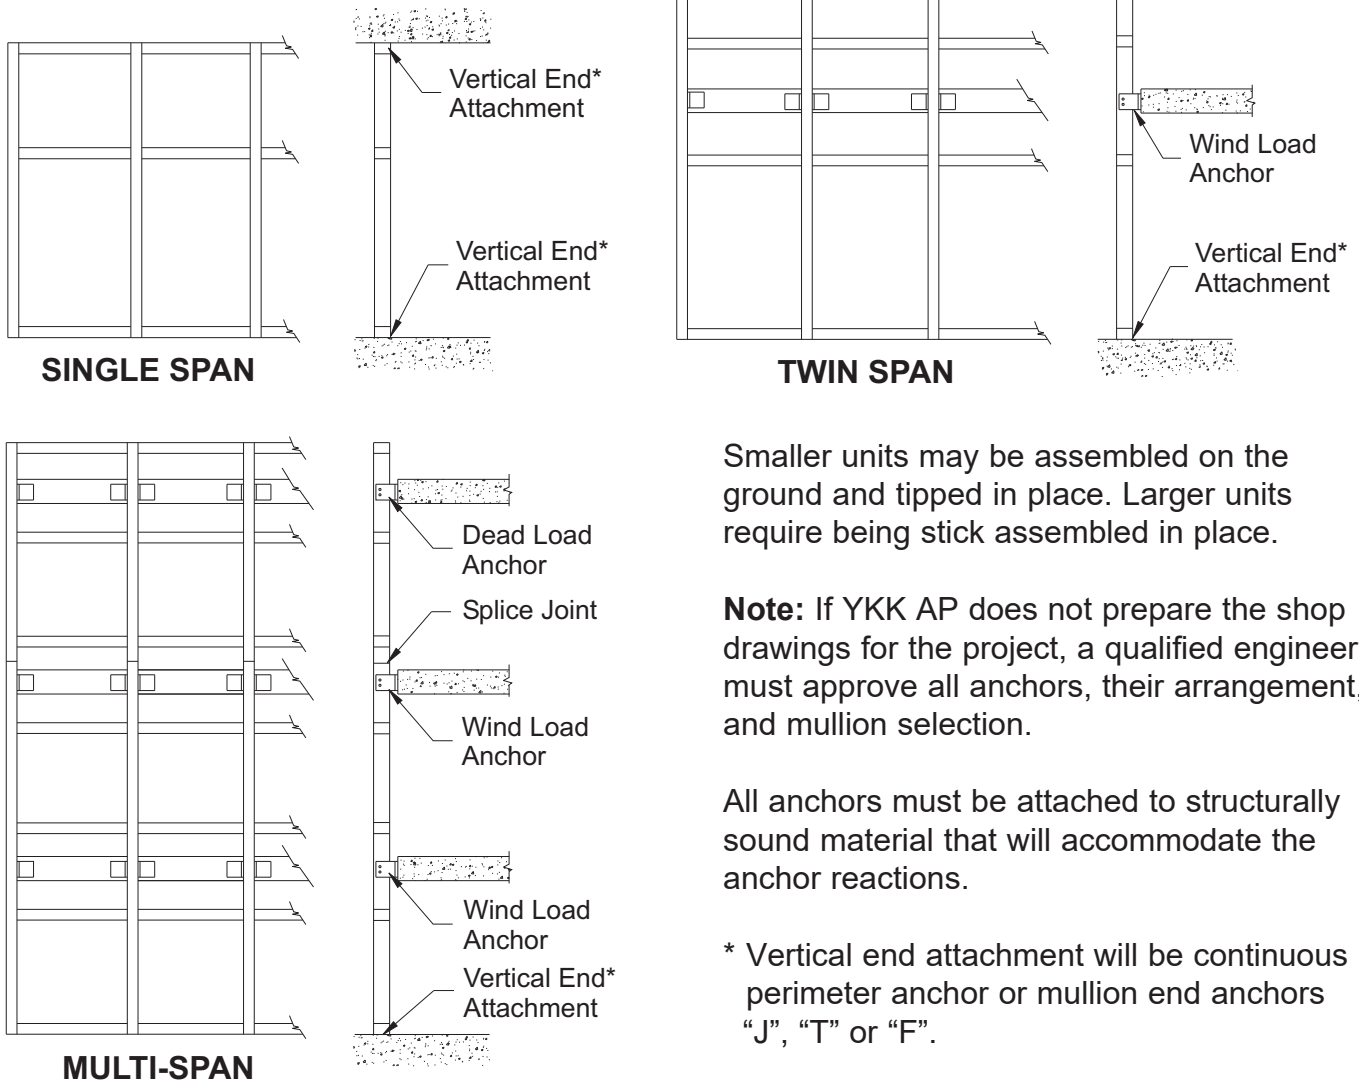 Vertical End*
Attachment
Vertical End*
Attachment
SINGLE SPAN
Wind Load
Anchor
Vertical End*
Attachment
TWIN SPAN
Dead Load
Anchor
Splice Joint
Wind Load
Anchor
Wind Load
Anchor
Vertical End*
Attachment
MULTI-SPAN
Smaller units may be assembled on the
ground and tipped in place. Larger units
require being stick assembled in place.
Note: If YKK AP does not prepare the shop
drawings for the project, a qualified engineer
must approve all anchors, their arrangement,
and mullion selection.
All anchors must be attached to structurally
sound material that will accommodate the
anchor reactions.
* Vertical end attachment will be continuous
perimeter anchor or mullion end anchors
“J”, “T” or “F”.